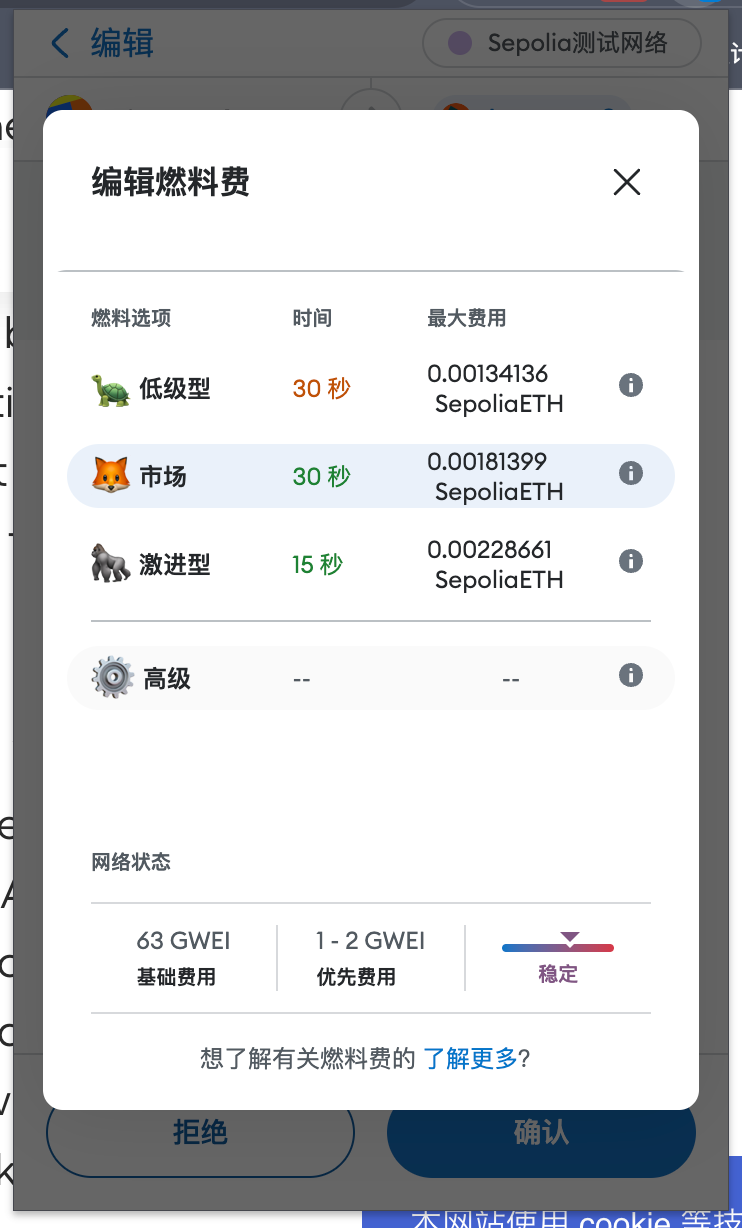 编辑
Sepolia测试网络
编辑燃料费
燃料选项 时间 最大费用
低级型 30 秒 0.00134136
SepoliaETH
市场 30 秒 0.00181399
SepoliaETH
激进型 15 秒 0.00228661
SepoliaETH
高级 -- --
网络状态
63 GWEI 1 - 2 GWEI
基础费用 优先费用 稳定
想了解有关燃料费的 了解更多?
拒绝 确认
本网站使用 cookie 等技